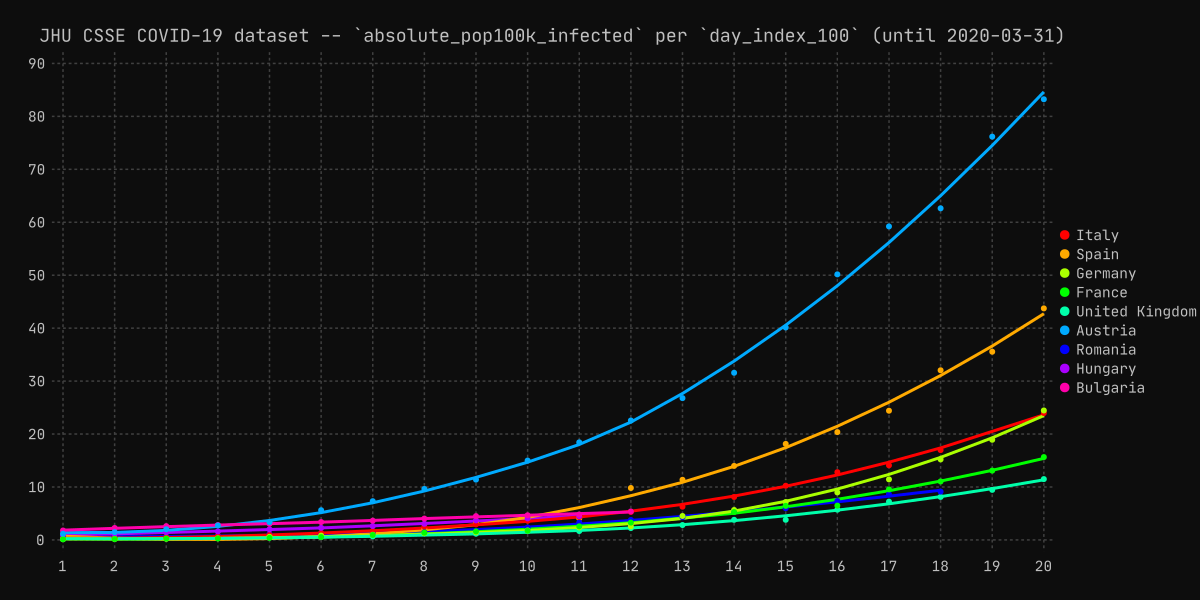 JHU CSSE COVID-19 dataset -- `absolute_pop100k_infected` per `day_index_100` (until 2020-03-31)
90
80
70
60
50
40
30
20
10
0
1 2 3 4 5 6 7 8 9 10 11 12 13 14 15 16 17 18 19 20
Italy
Spain
Germany
France
United Kingdom
Austria
Romania
Hungary
Bulgaria